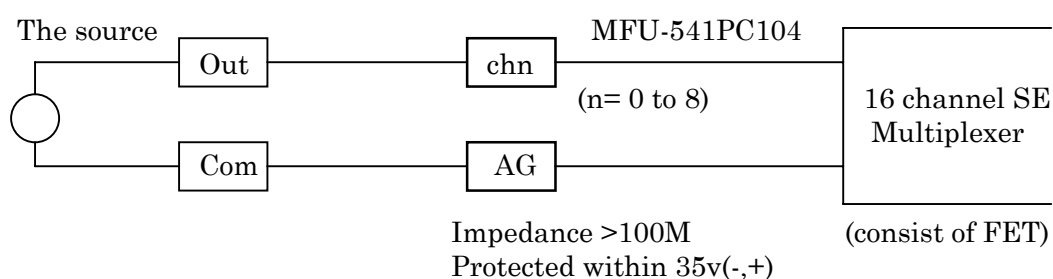 The source
MFU-541PC104
Out
chn
(n= 0 to 8)
16 channel SE
Multiplexer
Com
AG
Impedance >100M
(consist of FET)
Protected within 35v(-,+)